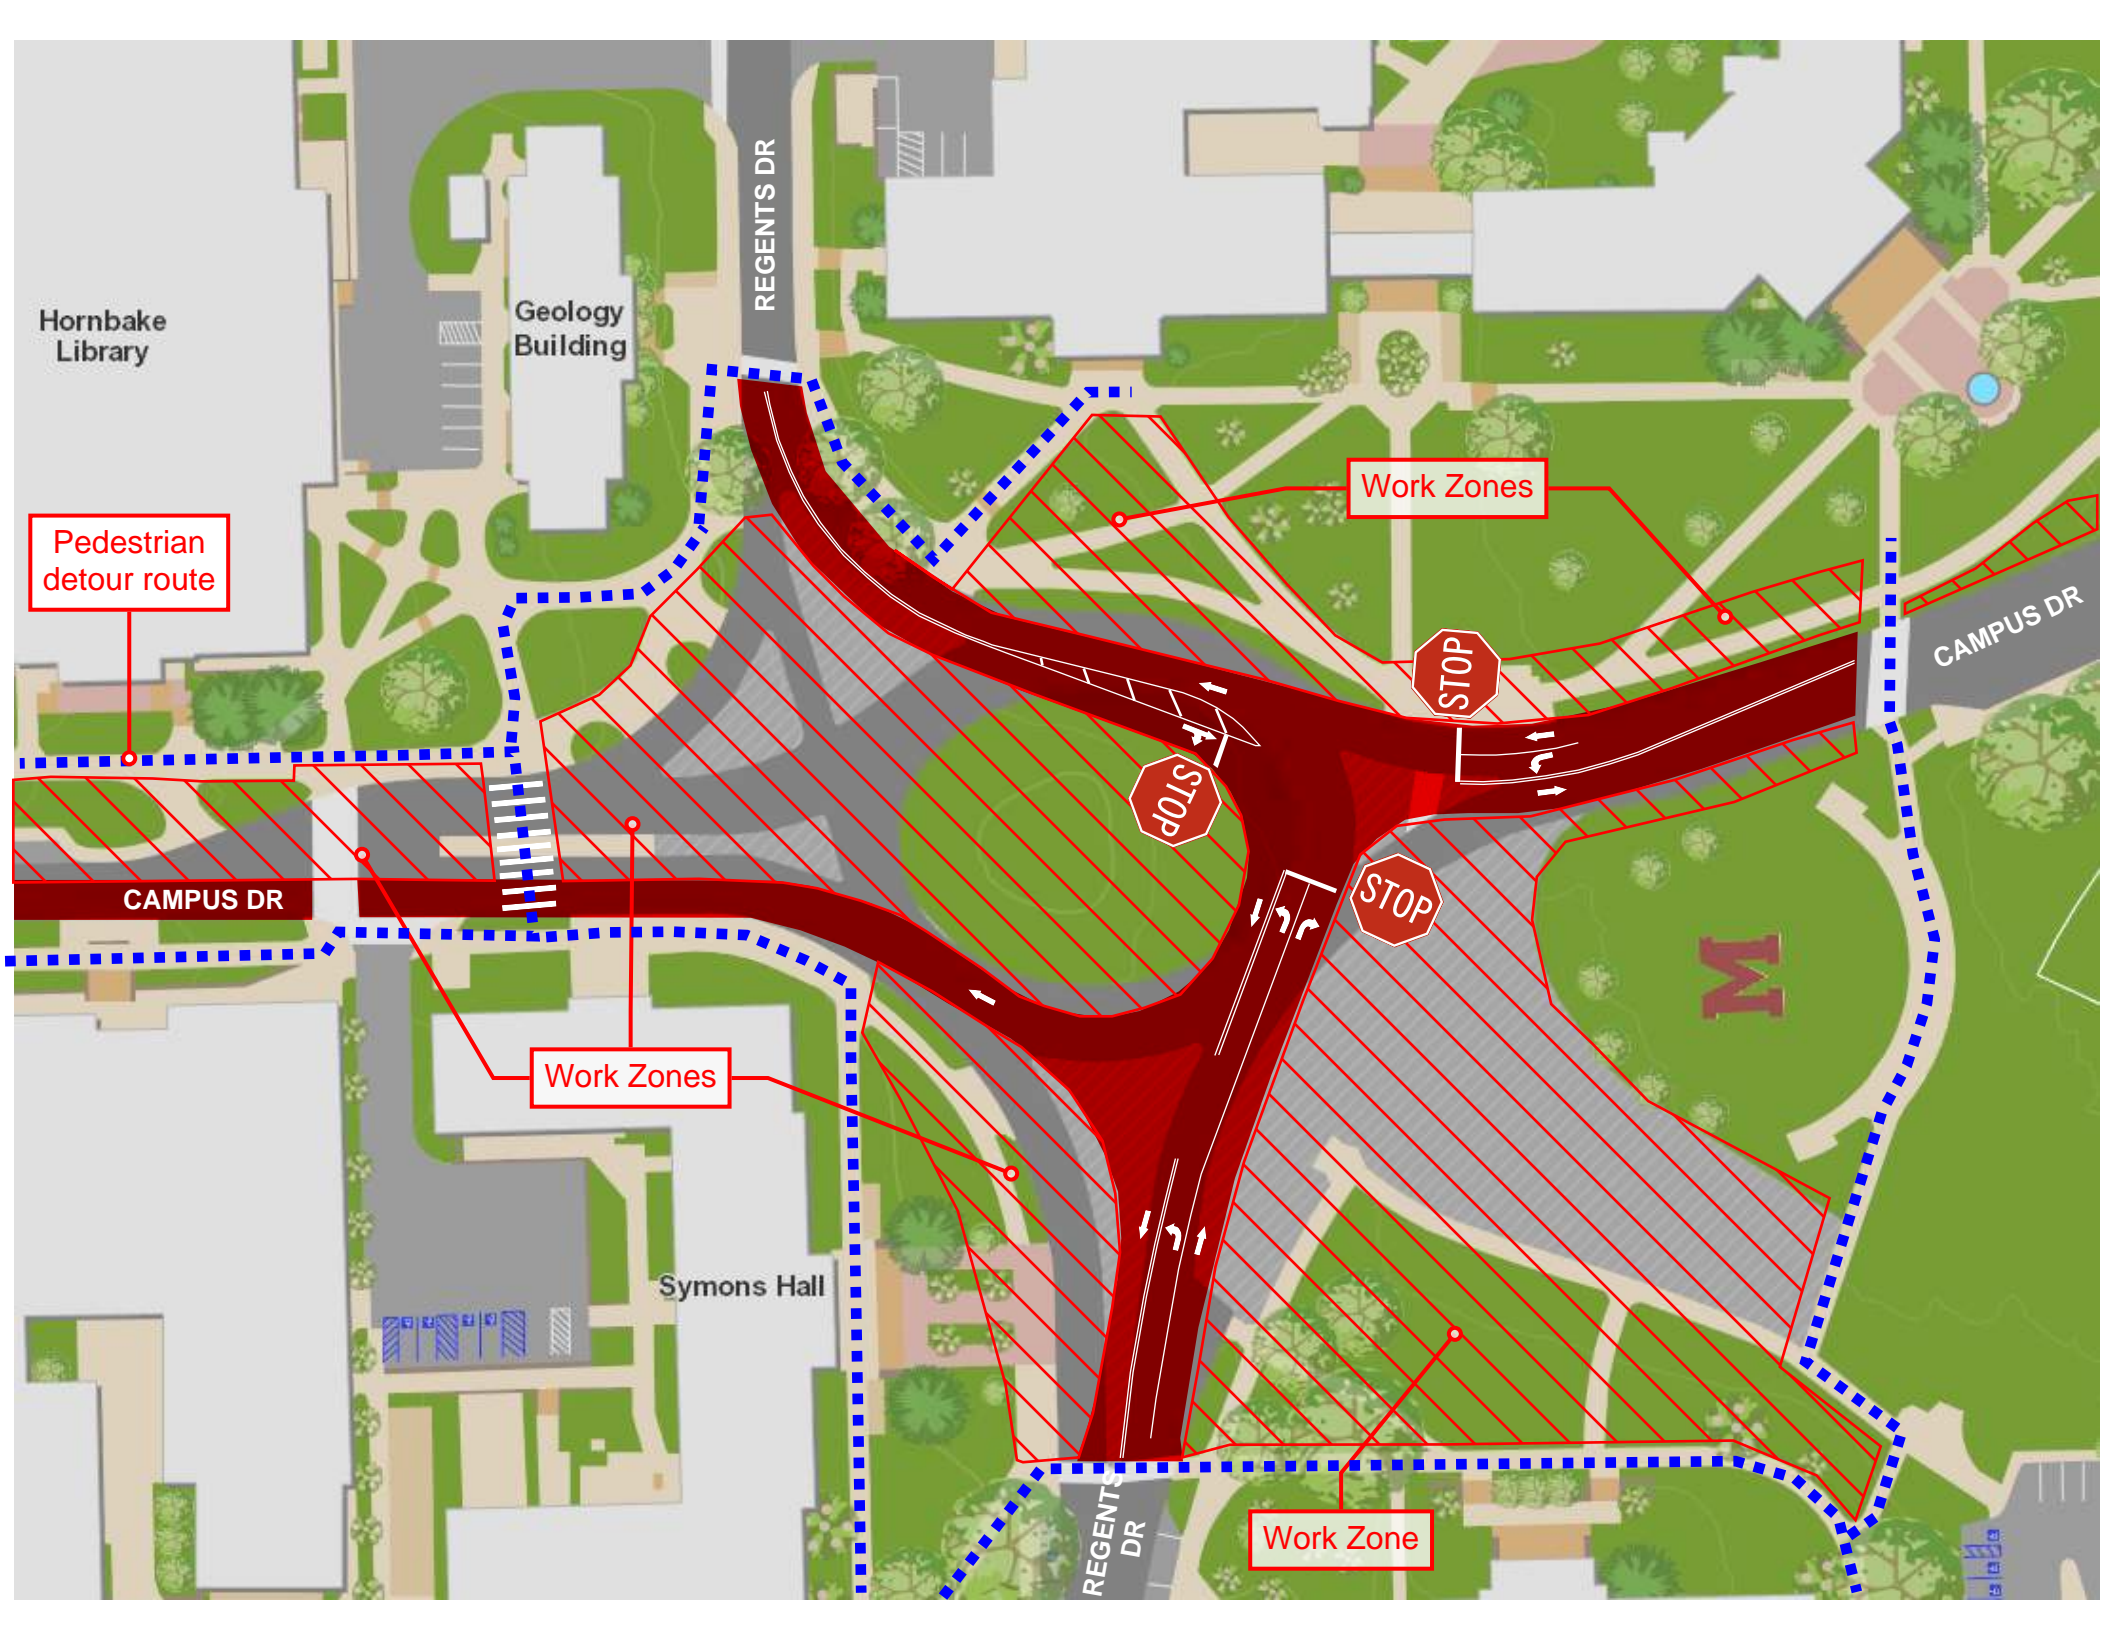 REGENTS DR
Hornbake
Library
Geology
Building
Work Zones
Pedestrian
detour route
CAMPUS DR
STOP
STOP
CAMPUS DR
STOP
M
Work Zones
Symons Hall
Work Zone
REGENTS
DR